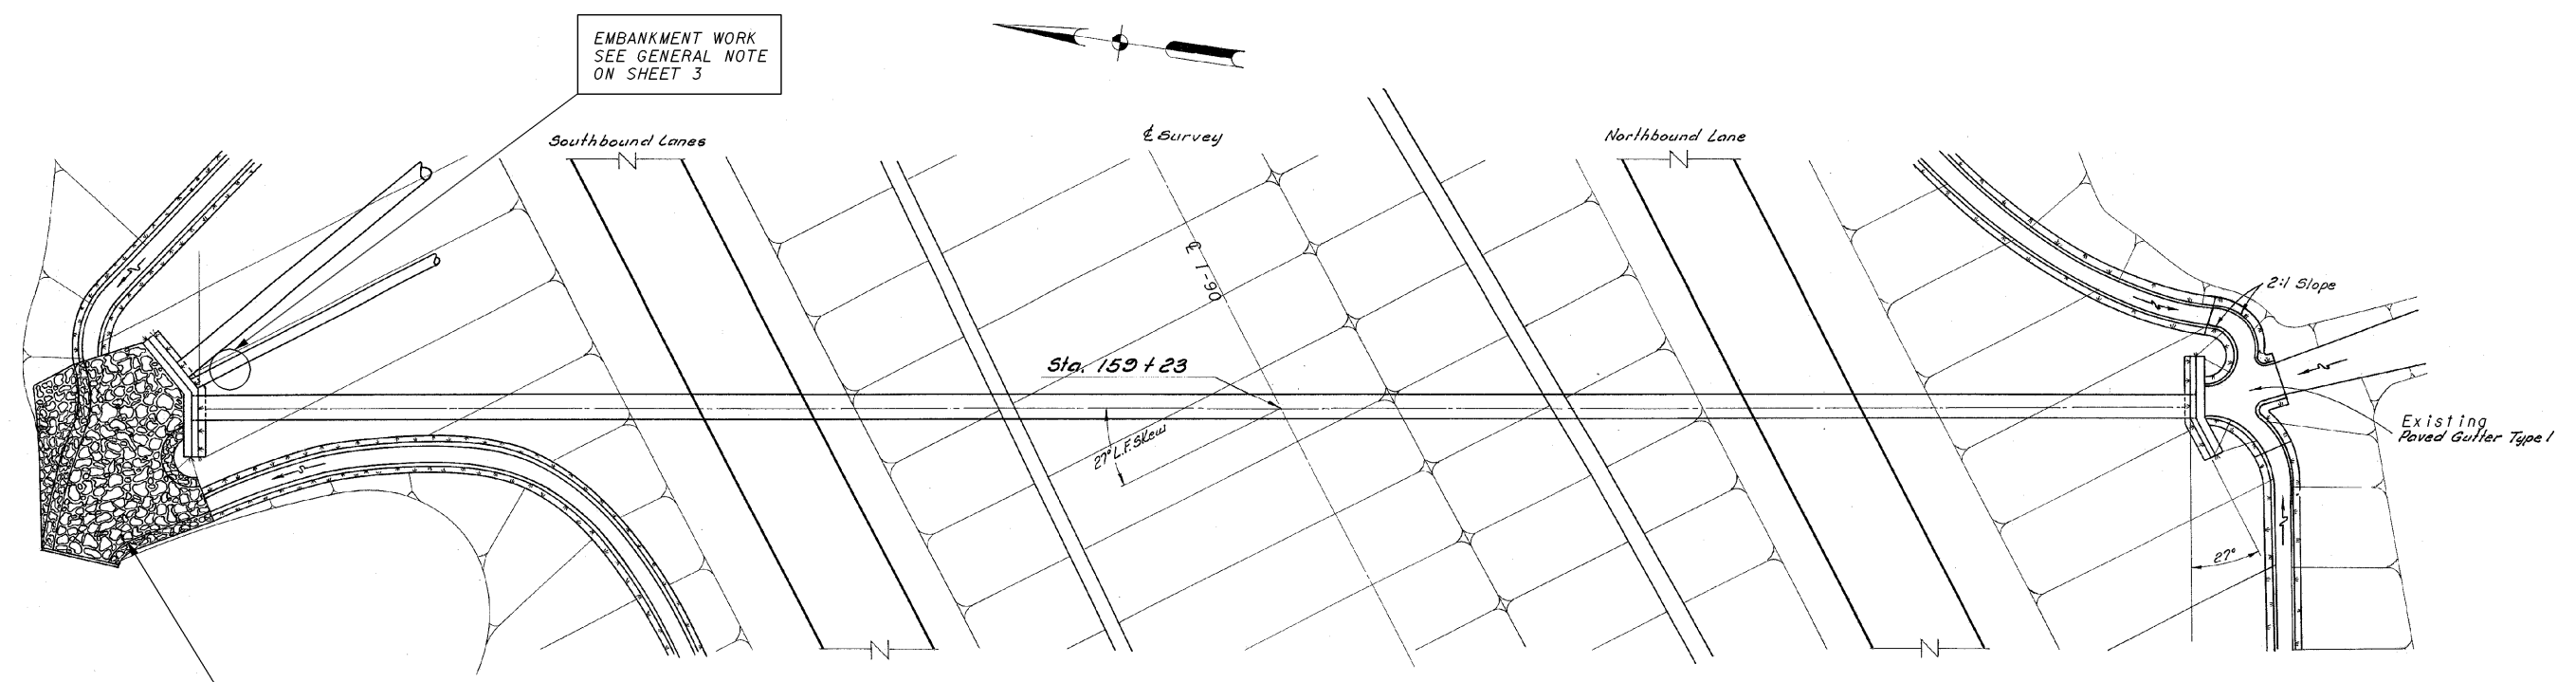 EMBANKMENT WORK
SEE GENERAL NOTE
ON SHEET 3
Southbound Lanes
℄ Survey
Northbound Lane
N
N
℄ I-90
2:1 Slope
Sta. 159+23
27° L.F. Skew
Existing
Paved Gutter Type 1
27°
N
N